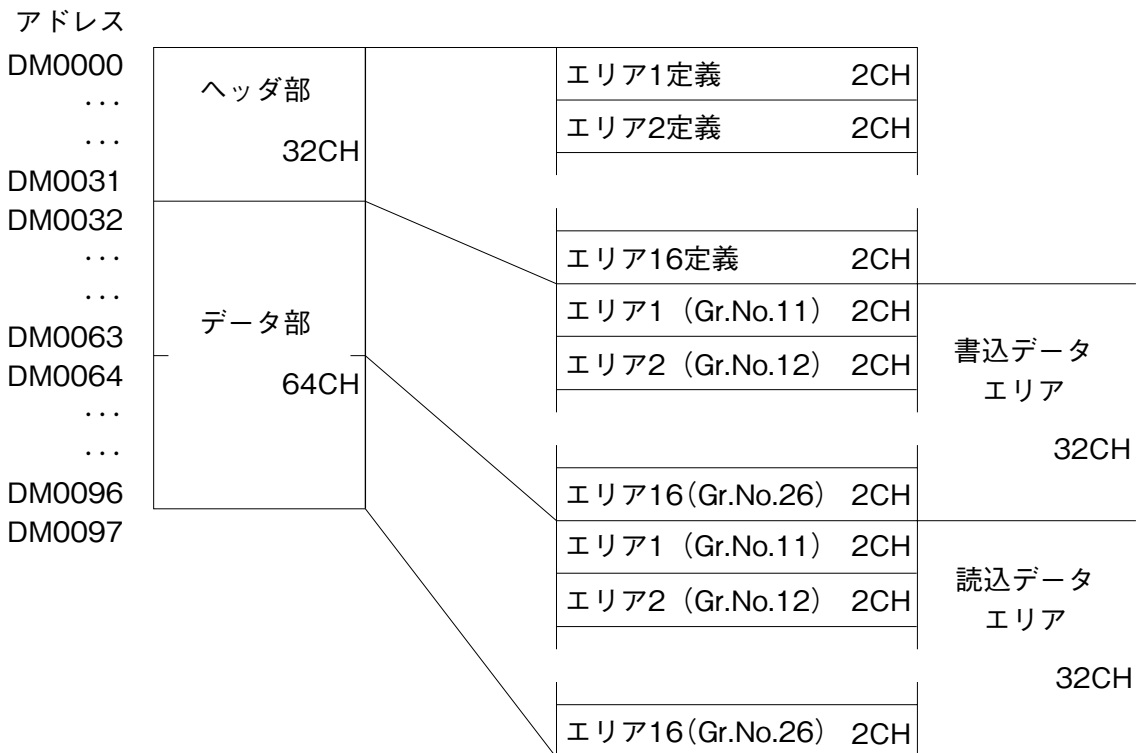 アドレス
DM0000
...
...
DM0031
DM0032
...
...
DM0063
DM0064
...
...
DM0096
DM0097
ヘッダ部
32CH
データ部
64CH
エリア1定義 2CH
エリア2定義 2CH
エリア16定義 2CH
エリア1（Gr.No.11） 2CH
エリア2（Gr.No.12） 2CH
エリア16（Gr.No.26） 2CH
エリア1（Gr.No.11） 2CH
エリア2（Gr.No.12） 2CH
エリア16（Gr.No.26） 2CH
書込データ
エリア
32CH
読込データ
エリア
32CH